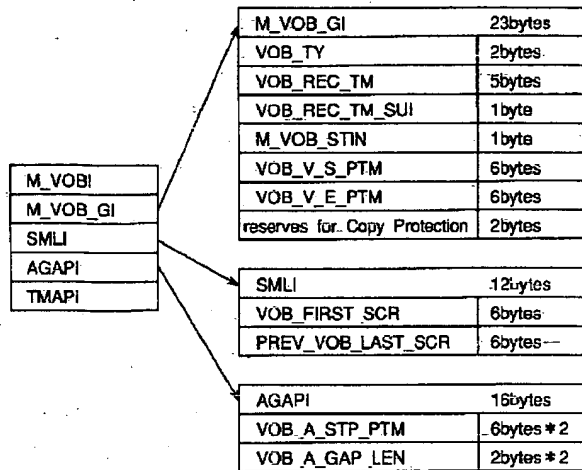 M_VOB_GI 23bytes
VOB_TY 2bytes
VOB_REC_TM 5bytes
VOB_REC_TM_SUI 1byte
M_VOB_STIN 1byte
VOB_V_S_PTM 6bytes
VOB_V_E_PTM 6bytes
reserves for Copy Protection 2bytes
M_VOBI
M_VOB_GI
SMLI
AGAPI
TMAPI
SMLI 12bytes
VOB_FIRST_SCR 6bytes
PREV_VOB_LAST_SCR 6bytes
AGAPI 16bytes
VOB_A_STP_PTM 6bytes*2
VOB_A_GAP_LEN 2bytes*2